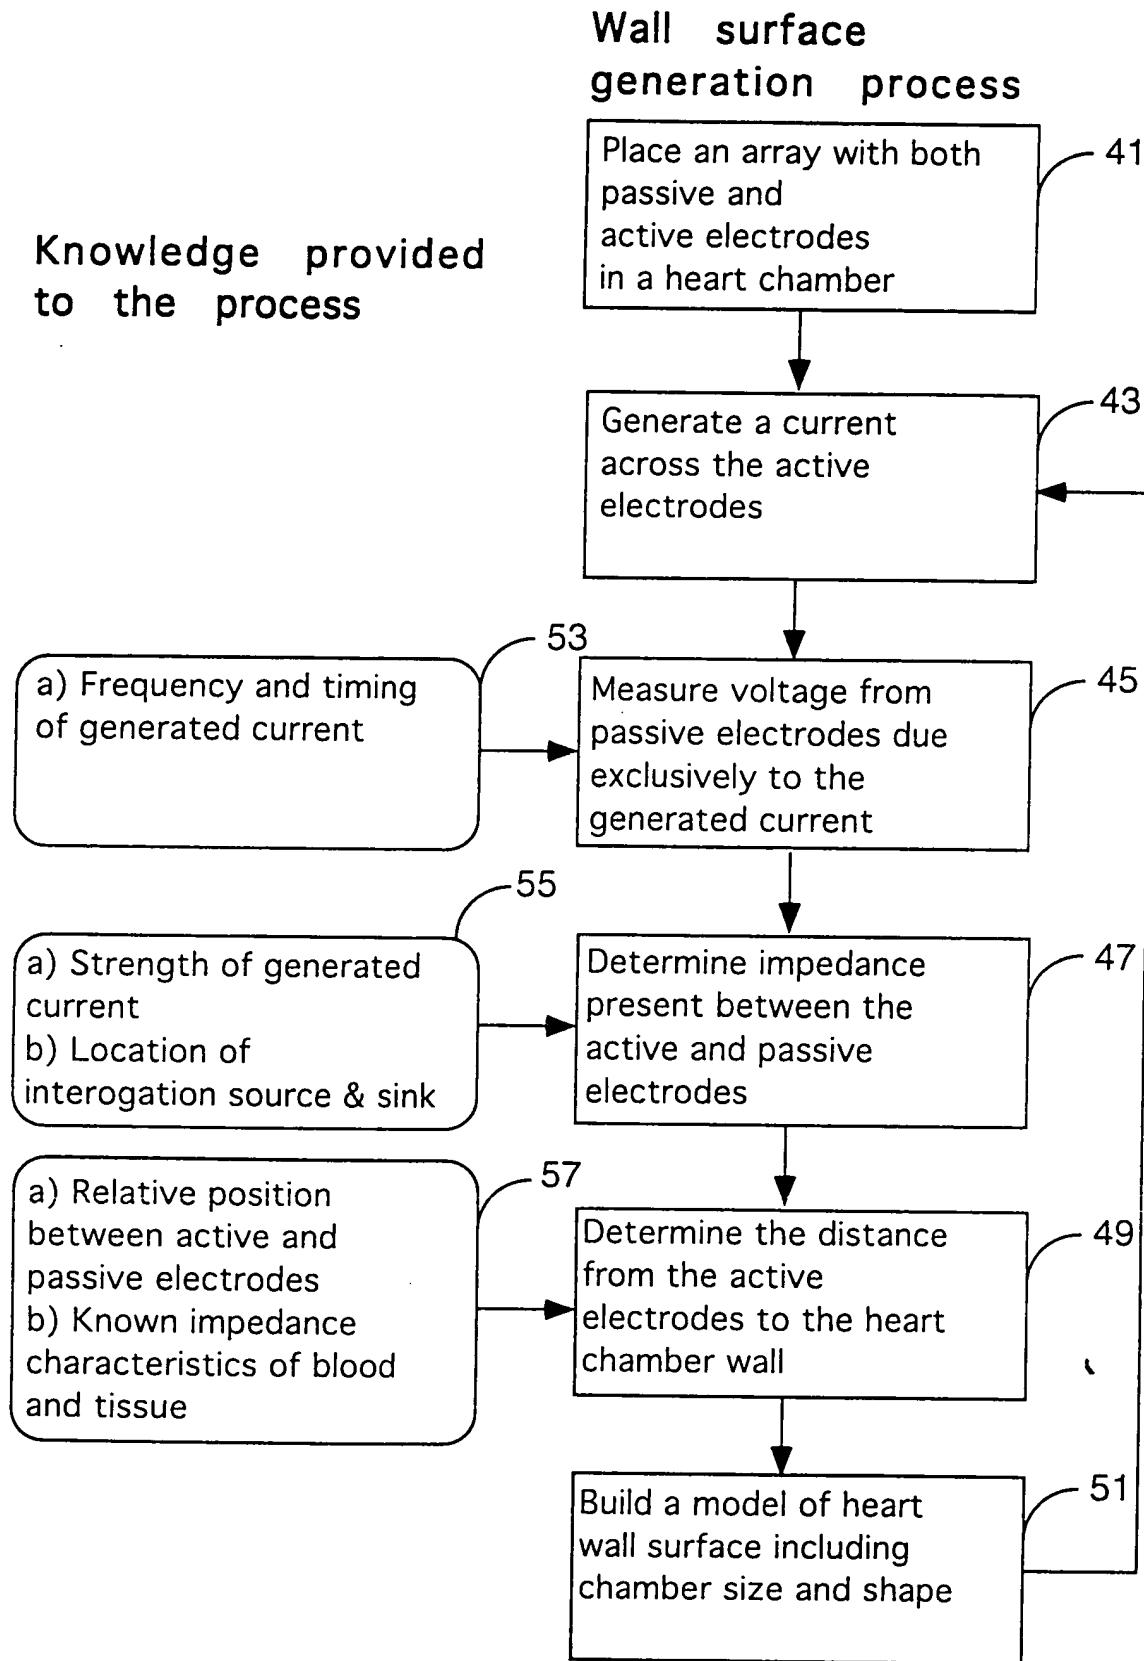 Wall surface
generation process
Place an array with both
passive and
active electrodes
in a heart chamber
41
Knowledge provided
to the process
Generate a current
across the active
electrodes
43
a) Frequency and timing
of generated current
53
Measure voltage from
passive electrodes due
exclusively to the
generated current
45
a) Strength of generated
current
b) Location of
interogation source & sink
55
Determine impedance
present between the
active and passive
electrodes
47
a) Relative position
between active and
passive electrodes
b) Known impedance
characteristics of blood
and tissue
57
Determine the distance
from the active
electrodes to the heart
chamber wall
49
Build a model of heart
wall surface including
chamber size and shape
51